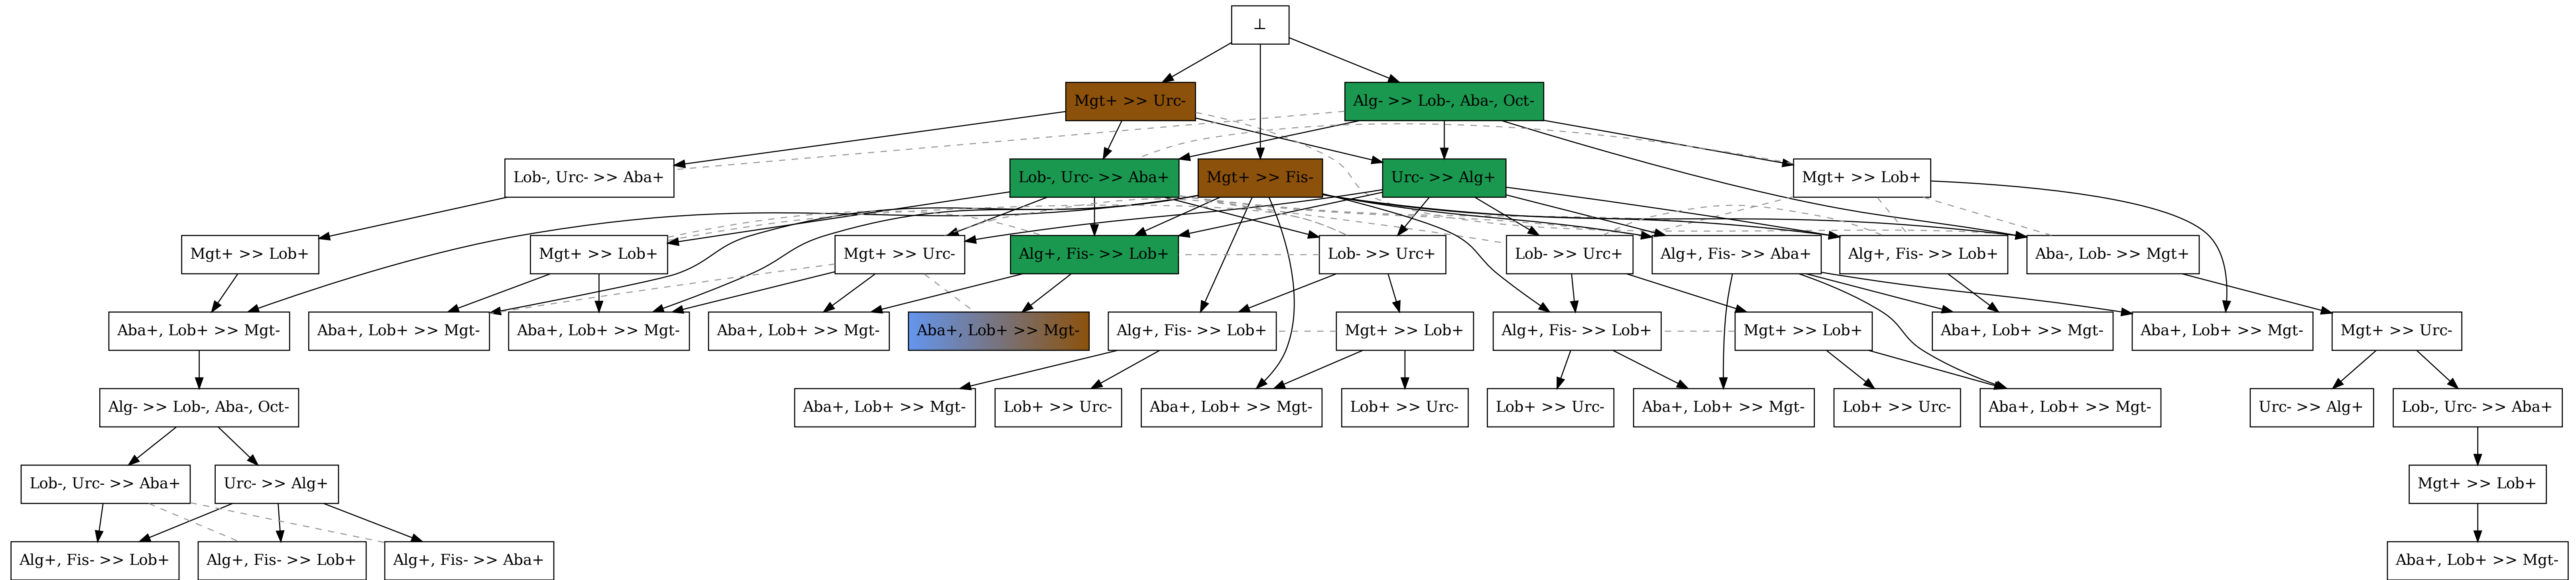 ⊥
Mgt+ >> Urc-
Alg- >> Lob-, Aba-, Oct-
Lob-, Urc- >> Aba+
Lob-, Urc- >> Aba+
Mgt+ >> Fis-
Urc- >> Alg+
Mgt+ >> Lob+
Mgt+ >> Lob+
Mgt+ >> Lob+
Mgt+ >> Urc-
Alg+, Fis- >> Lob+
Lob- >> Urc+
Lob- >> Urc+
Alg+, Fis- >> Aba+
Alg+, Fis- >> Lob+
Aba-, Lob- >> Mgt+
Aba+, Lob+ >> Mgt-
Aba+, Lob+ >> Mgt-
Aba+, Lob+ >> Mgt-
Aba+, Lob+ >> Mgt-
Aba+, Lob+ >> Mgt-
Alg+, Fis- >> Lob+
Mgt+ >> Lob+
Alg+, Fis- >> Lob+
Mgt+ >> Lob+
Aba+, Lob+ >> Mgt-
Aba+, Lob+ >> Mgt-
Mgt+ >> Urc-
Alg- >> Lob-, Aba-, Oct-
Aba+, Lob+ >> Mgt-
Lob+ >> Urc-
Aba+, Lob+ >> Mgt-
Lob+ >> Urc-
Lob+ >> Urc-
Aba+, Lob+ >> Mgt-
Lob+ >> Urc-
Aba+, Lob+ >> Mgt-
Urc- >> Alg+
Lob-, Urc- >> Aba+
Lob-, Urc- >> Aba+
Urc- >> Alg+
Mgt+ >> Lob+
Alg+, Fis- >> Lob+
Alg+, Fis- >> Lob+
Alg+, Fis- >> Aba+
Aba+, Lob+ >> Mgt-